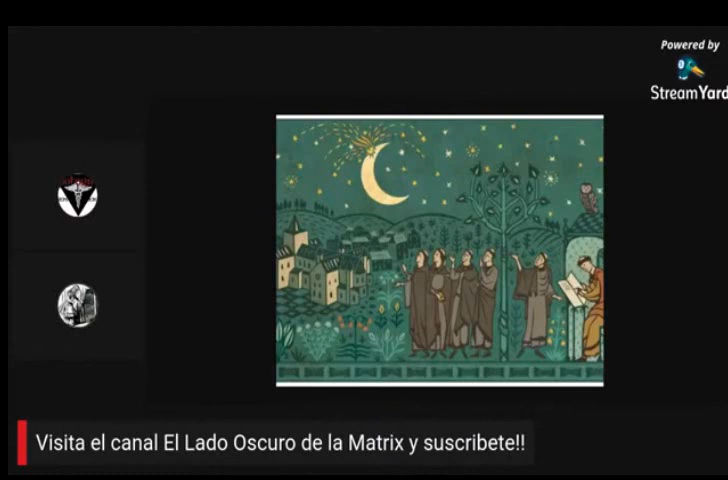 Powered by
StreamYard
Visita el canal El Lado Oscuro de la Matrix y suscribete!!